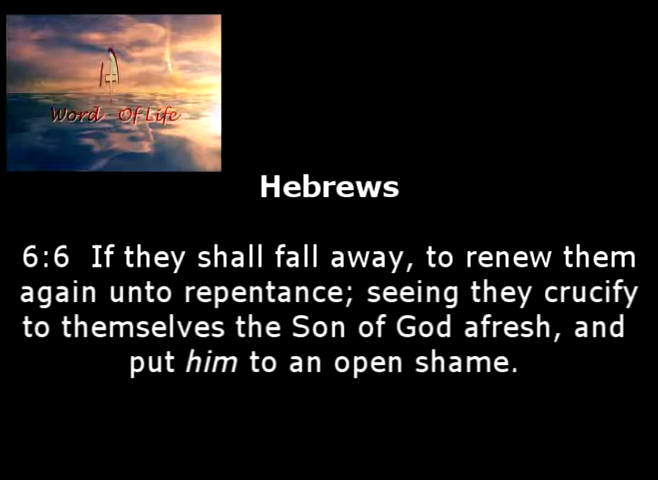 Word Of Life
Hebrews
6:6 If they shall fall away, to renew them
again unto repentance; seeing they crucify
to themselves the Son of God afresh, and
put him to an open shame.